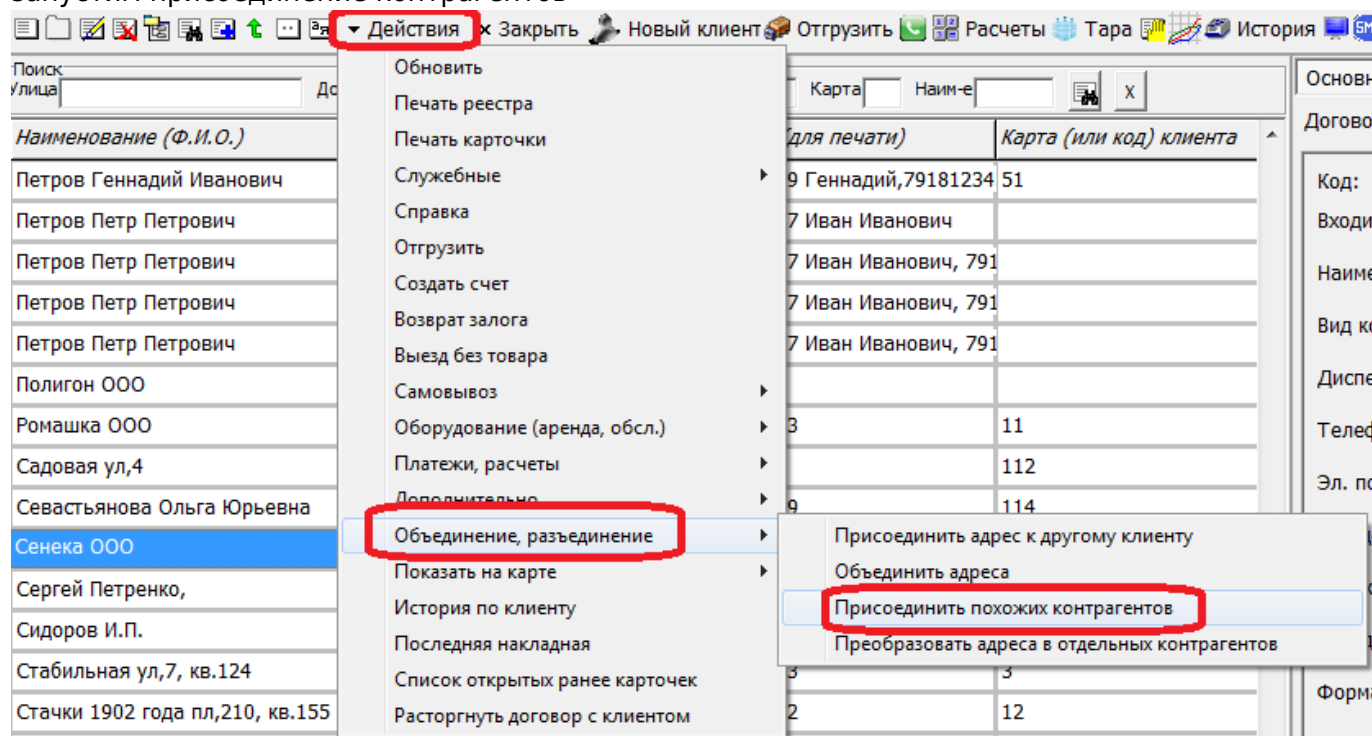 Запустить присоединение контрагентов
Действия х Закрыть Новый клиент Отгрузить Расчеты Тара История
Поиск
Улица
До
Карта
Наим-е
X
Основн
Догово
Наименование (Ф.И.О.)
(для печати)
Карта (или код) клиента
Петров Геннадий Иванович
9 Геннадий,79181234
51
Петров Петр Петрович
7 Иван Иванович
Петров Петр Петрович
7 Иван Иванович, 791
Петров Петр Петрович
7 Иван Иванович, 791
Петров Петр Петрович
7 Иван Иванович, 791
Полигон ООО
Ромашка ООО
3
11
Садовая ул,4
112
Севастьянова Ольга Юрьевна
9
114
Сенека ООО
Сергей Петренко,
Сидоров И.П.
Стабильная ул,7, кв.124
3
3
Стачки 1902 года пл,210, кв.155
2
12
Обновить
Печать реестра
Печать карточки
Служебные
Справка
Отгрузить
Создать счет
Возврат залога
Выезд без товара
Самовывоз
Оборудование (аренда, обсл.)
Платежи, расчеты
Дополнительно
Объединение, разъединение
Показать на карте
История по клиенту
Последняя накладная
Список открытых ранее карточек
Расторгнуть договор с клиентом
Присоединить адрес к другому клиенту
Объединить адреса
Присоединить похожих контрагентов
Преобразовать адреса в отдельных контрагентов
Код:
Входи
Наиме
Вид ко
Диспе
Телеф
Эл. по
Форма